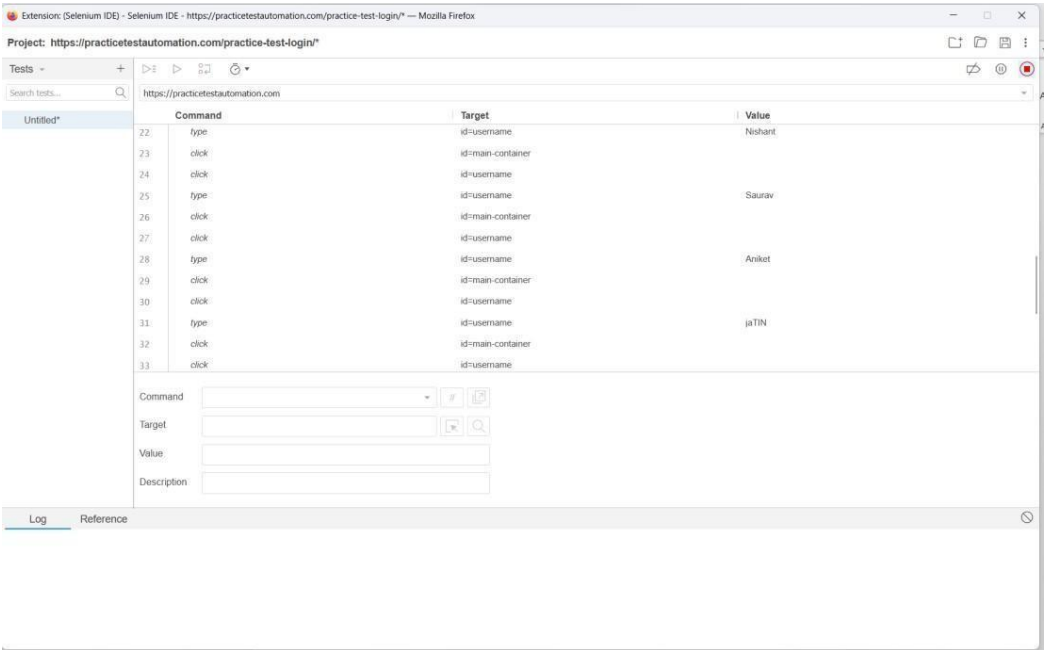 Extension: (Selenium IDE) - Selenium IDE - https://practicetestautomation.com/practice-test-login/* — Mozilla Firefox
Project: https://practicetestautomation.com/practice-test-login/*
Tests
Search tests...
https://practicetestautomation.com
Untitled*
Command Target Value
22 type id=username Nishant
23 click id=main-container
24 click id=username
25 type id=username Saurav
26 click id=main-container
27 click id=username
28 type id=username Aniket
29 click id=main-container
30 click id=username
31 type id=username jaTIN
32 click id=main-container
33 click id=username
Command //
Target
Value
Description
Log Reference